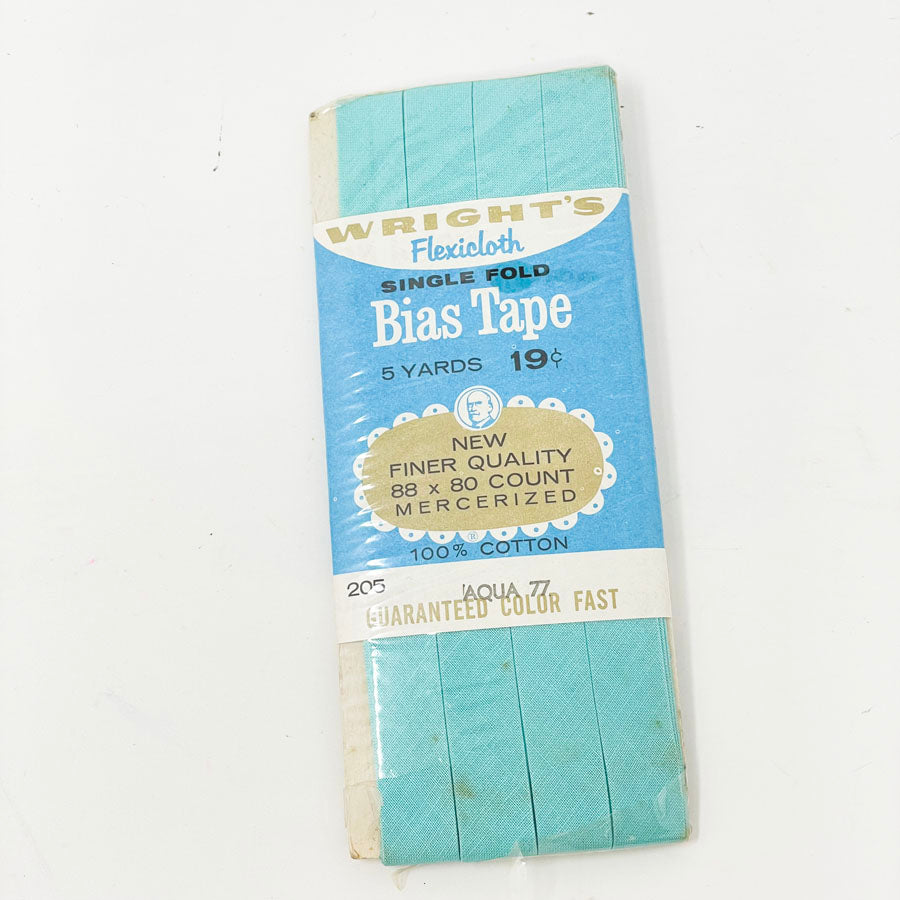 WRIGHT'S
Flexicloth
SINGLE FOLD
Bias Tape
5 YARDS 19¢
NEW
FINER QUALITY
88 x 80 COUNT
MERCERIZED
®
100% COTTON
205 AQUA 77
GUARANTEED COLOR FAST